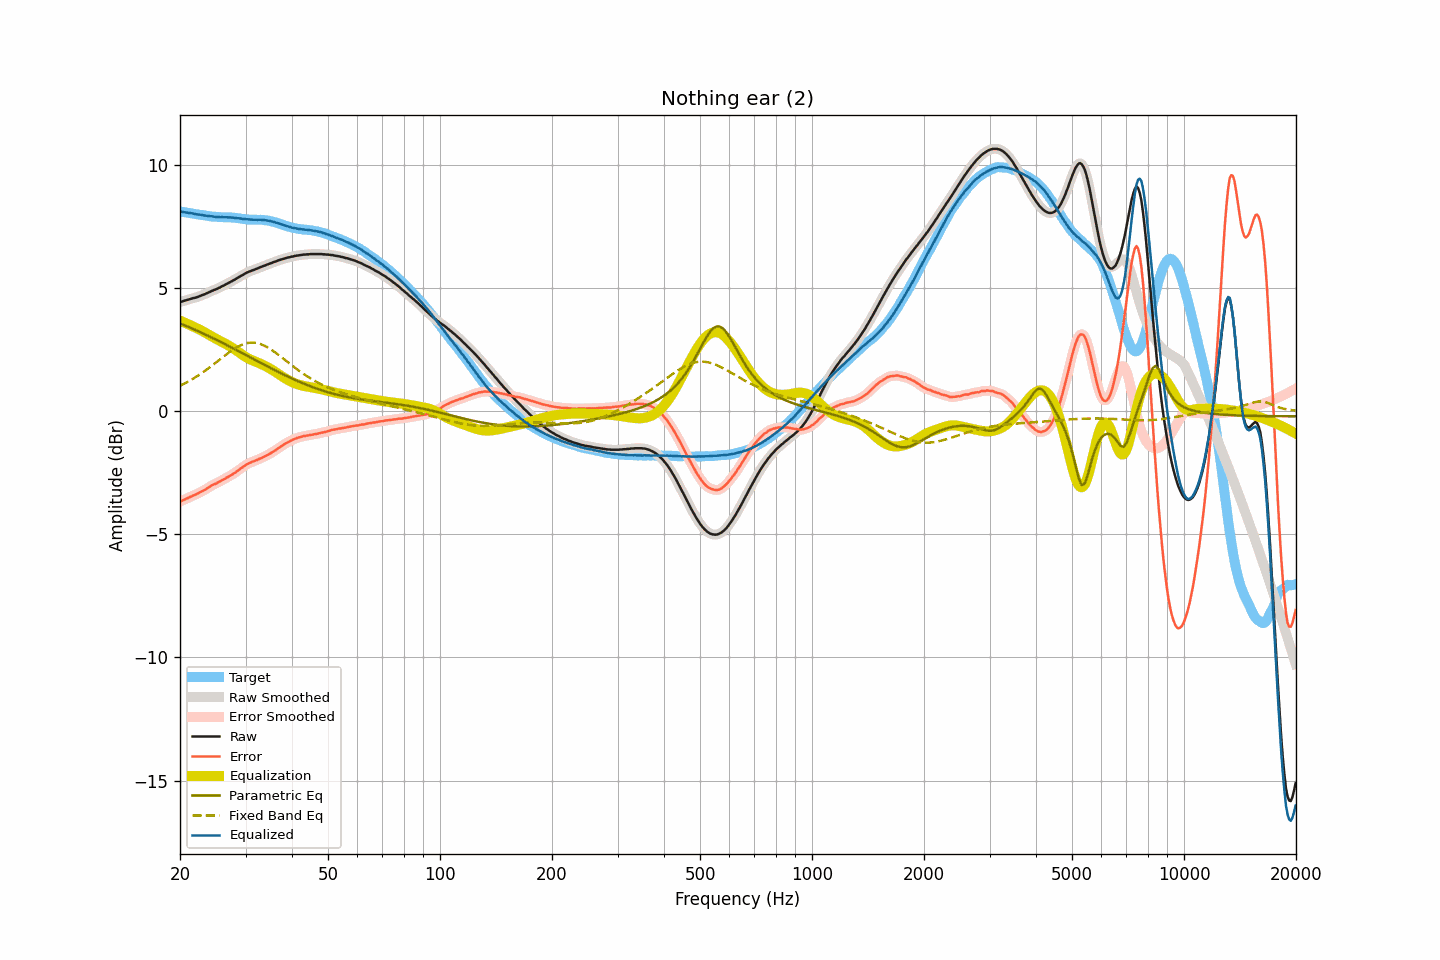 Nothing ear (2)
10
5
0
−5
−10
−15
Amplitude (dBr)
Target
Raw Smoothed
Error Smoothed
Raw
Error
Equalization
Parametric Eq
Fixed Band Eq
Equalized
20 50 100 200 500 1000 2000 5000 10000 20000
Frequency (Hz)